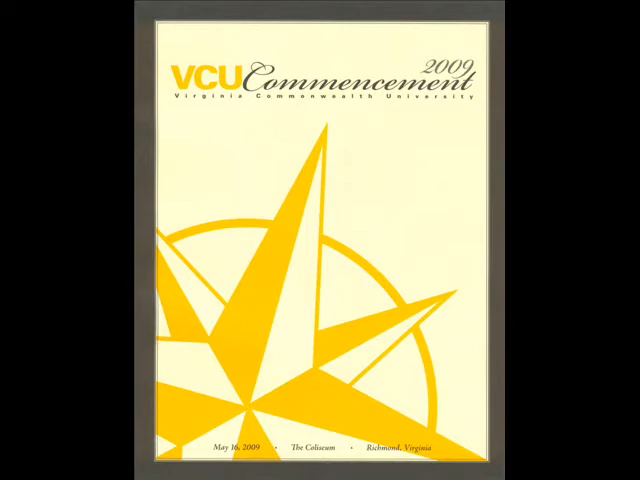 2009
VCU Commencement
Virginia Commonwealth University
May 16, 2009 • The Coliseum • Richmond, Virginia